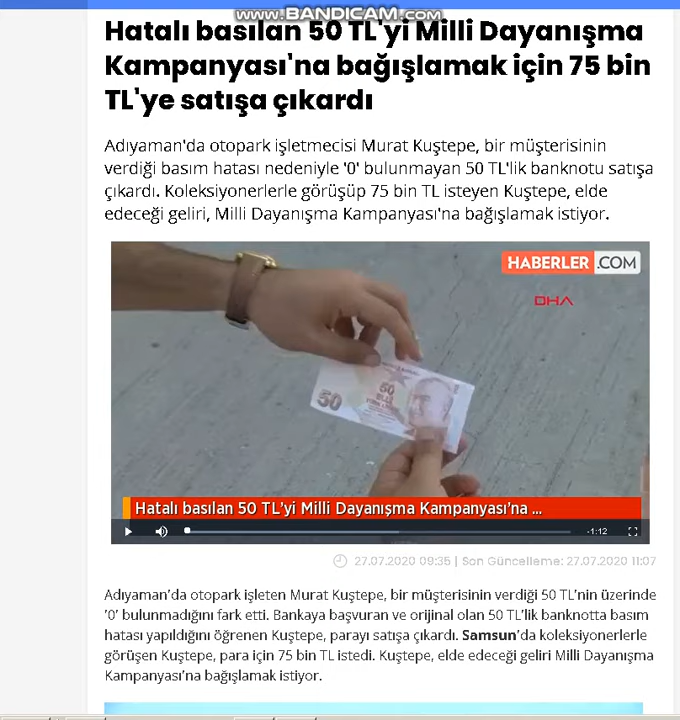 www.BANDICAM.com
Hatalı basılan 50 TL'yi Milli Dayanışma
Kampanyası'na bağışlamak için 75 bin
TL'ye satışa çıkardı
Adıyaman'da otopark işletmecisi Murat Kuştepe, bir müşterisinin
verdiği basım hatası nedeniyle '0' bulunmayan 50 TL'lik banknotu satışa
çıkardı. Koleksiyonerlerle görüşüp 75 bin TL isteyen Kuştepe, elde
edeceği geliri, Milli Dayanışma Kampanyası'na bağışlamak istiyor.
HABERLER.COM
DHA
50
50
ELLİ
Hatalı basılan 50 TL'yi Milli Dayanışma Kampanyası'na ...
-1:12
27.07.2020 09:35 | Son Güncelleme: 27.07.2020 11:07
Adıyaman'da otopark işleten Murat Kuştepe, bir müşterisinin verdiği 50 TL'nin üzerinde
'0' bulunmadığını fark etti. Bankaya başvuran ve orijinal olan 50 TL'lik banknotta basım
hatası yapıldığını öğrenen Kuştepe, parayı satışa çıkardı. Samsun'da koleksiyonerlerle
görüşen Kuştepe, para için 75 bin TL istedi. Kuştepe, elde edeceği geliri Milli Dayanışma
Kampanyası'na bağışlamak istiyor.